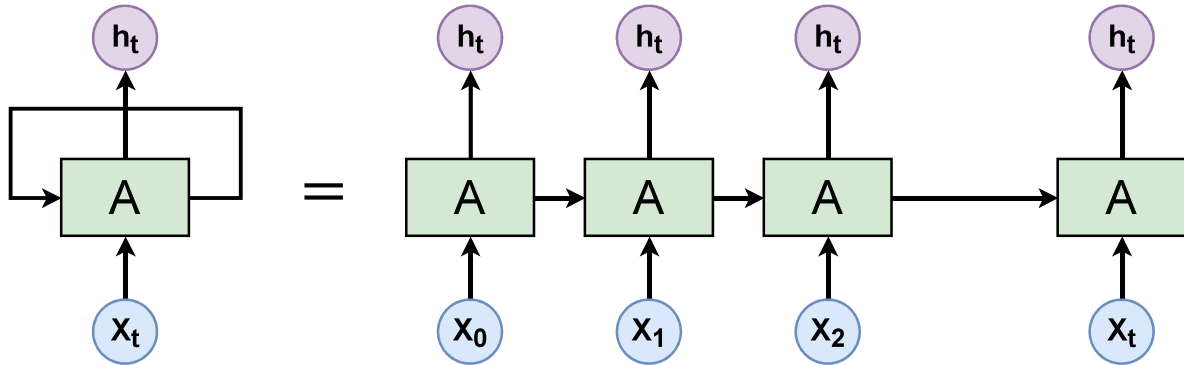 hₜ hₜ hₜ hₜ hₜ
A = A A A A
Xₜ X₀ X₁ X₂ Xₜ